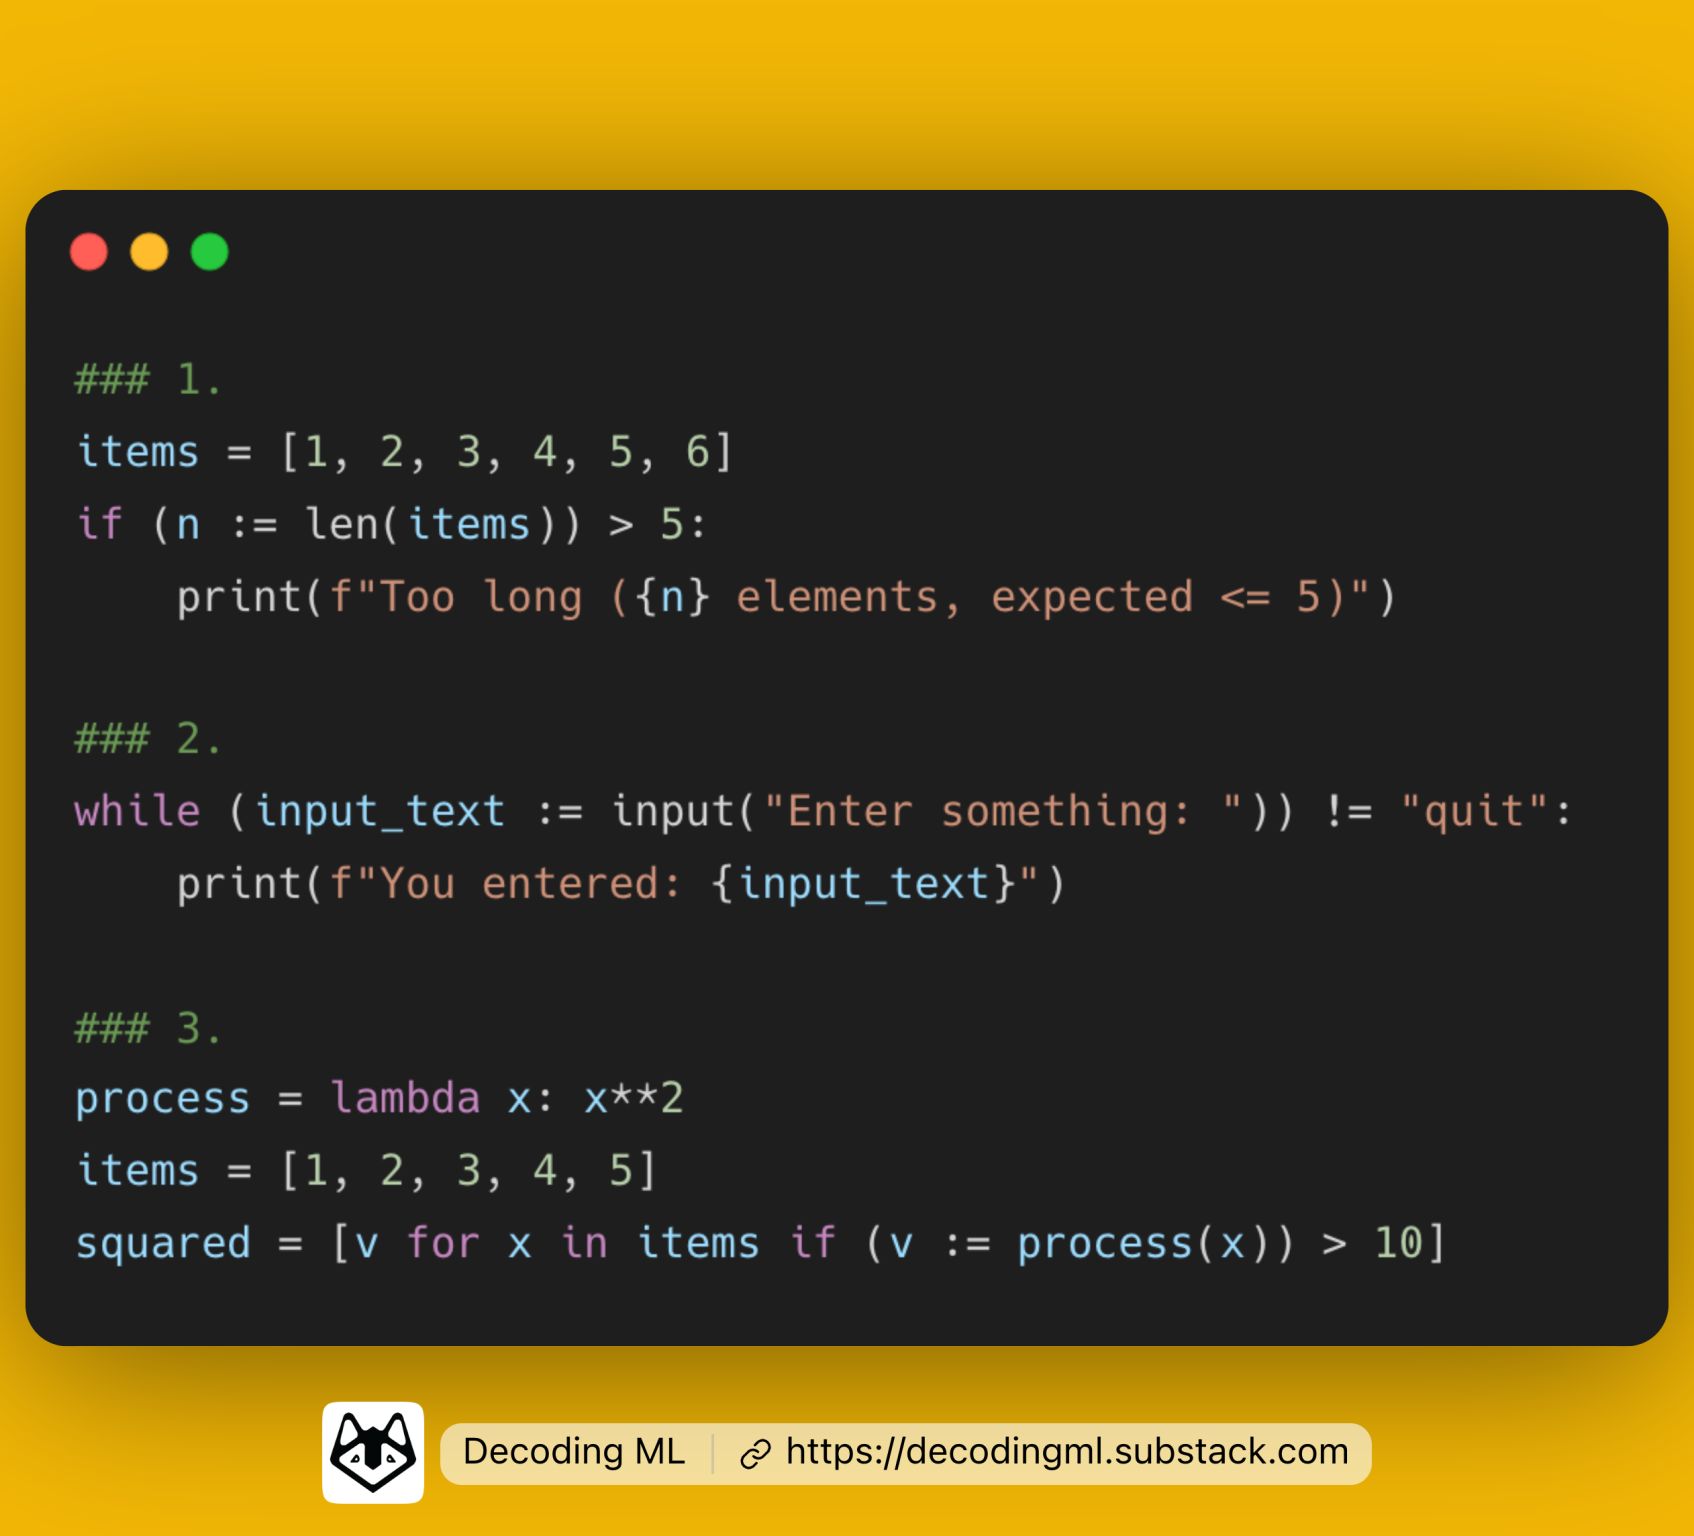 ### 1.
items = [1, 2, 3, 4, 5, 6]
if (n := len(items)) > 5:
    print(f"Too long ({n} elements, expected <= 5)")
### 2.
while (input_text := input("Enter something: ")) != "quit":
    print(f"You entered: {input_text}")
### 3.
process = lambda x: x**2
items = [1, 2, 3, 4, 5]
squared = [v for x in items if (v := process(x)) > 10]
Decoding ML | https://decodingml.substack.com